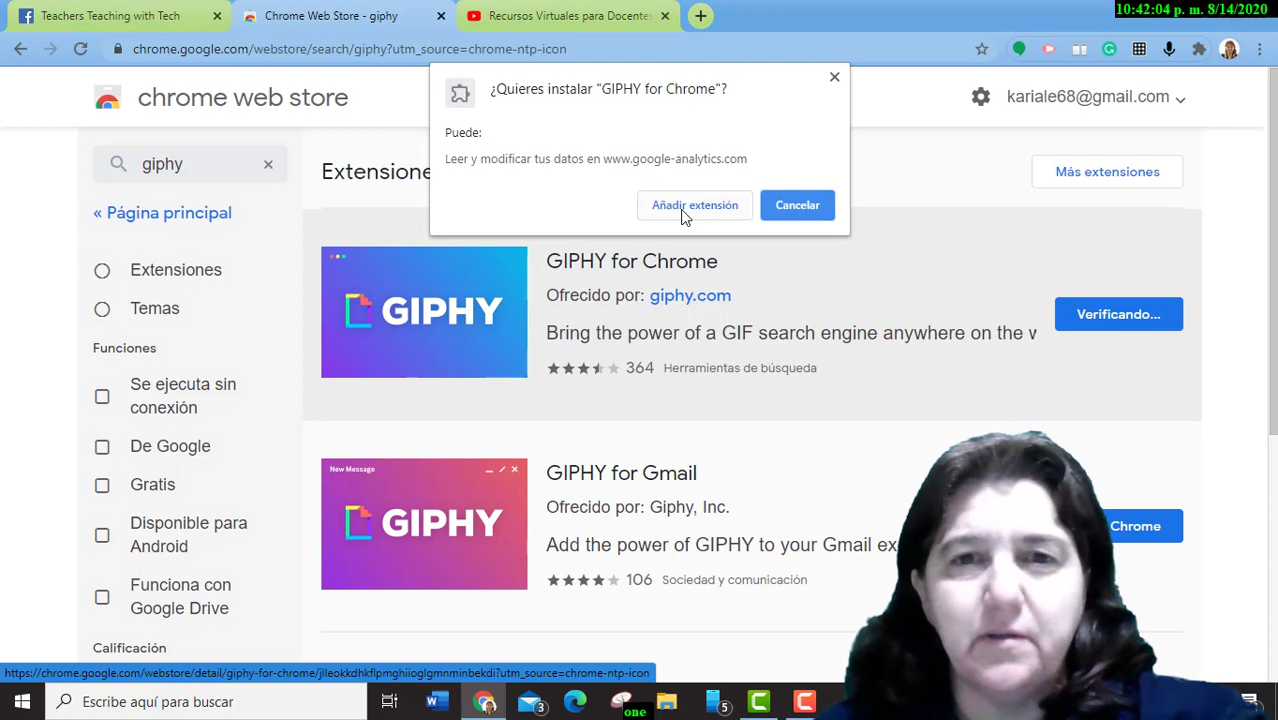 10:42:04 p. m. 8/14/2020
Teachers Teaching with Tech
Chrome Web Store - giphy
Recursos Virtuales para Docentes
chrome.google.com/webstore/search/giphy?utm_source=chrome-ntp-icon
chrome web store
kariale68@gmail.com
¿Quieres instalar "GIPHY for Chrome"?
Puede:
Leer y modificar tus datos en www.google-analytics.com
Añadir extensión
Cancelar
giphy
« Página principal
Extensiones
Temas
Funciones
Se ejecuta sin
conexión
De Google
Gratis
Disponible para
Android
Funciona con
Google Drive
Calificación
Extensione
Más extensiones
GIPHY
GIPHY for Chrome
Ofrecido por: giphy.com
Bring the power of a GIF search engine anywhere on the w
364 Herramientas de búsqueda
Verificando...
New Message
GIPHY
GIPHY for Gmail
Ofrecido por: Giphy, Inc.
Add the power of GIPHY to your Gmail ex
106 Sociedad y comunicación
Chrome
https://chrome.google.com/webstore/detail/giphy-for-chrome/jlleokkdhkflpmghiioglgmnminbekdi?utm_source=chrome-ntp-icon
Escribe aquí para buscar
3
one
5